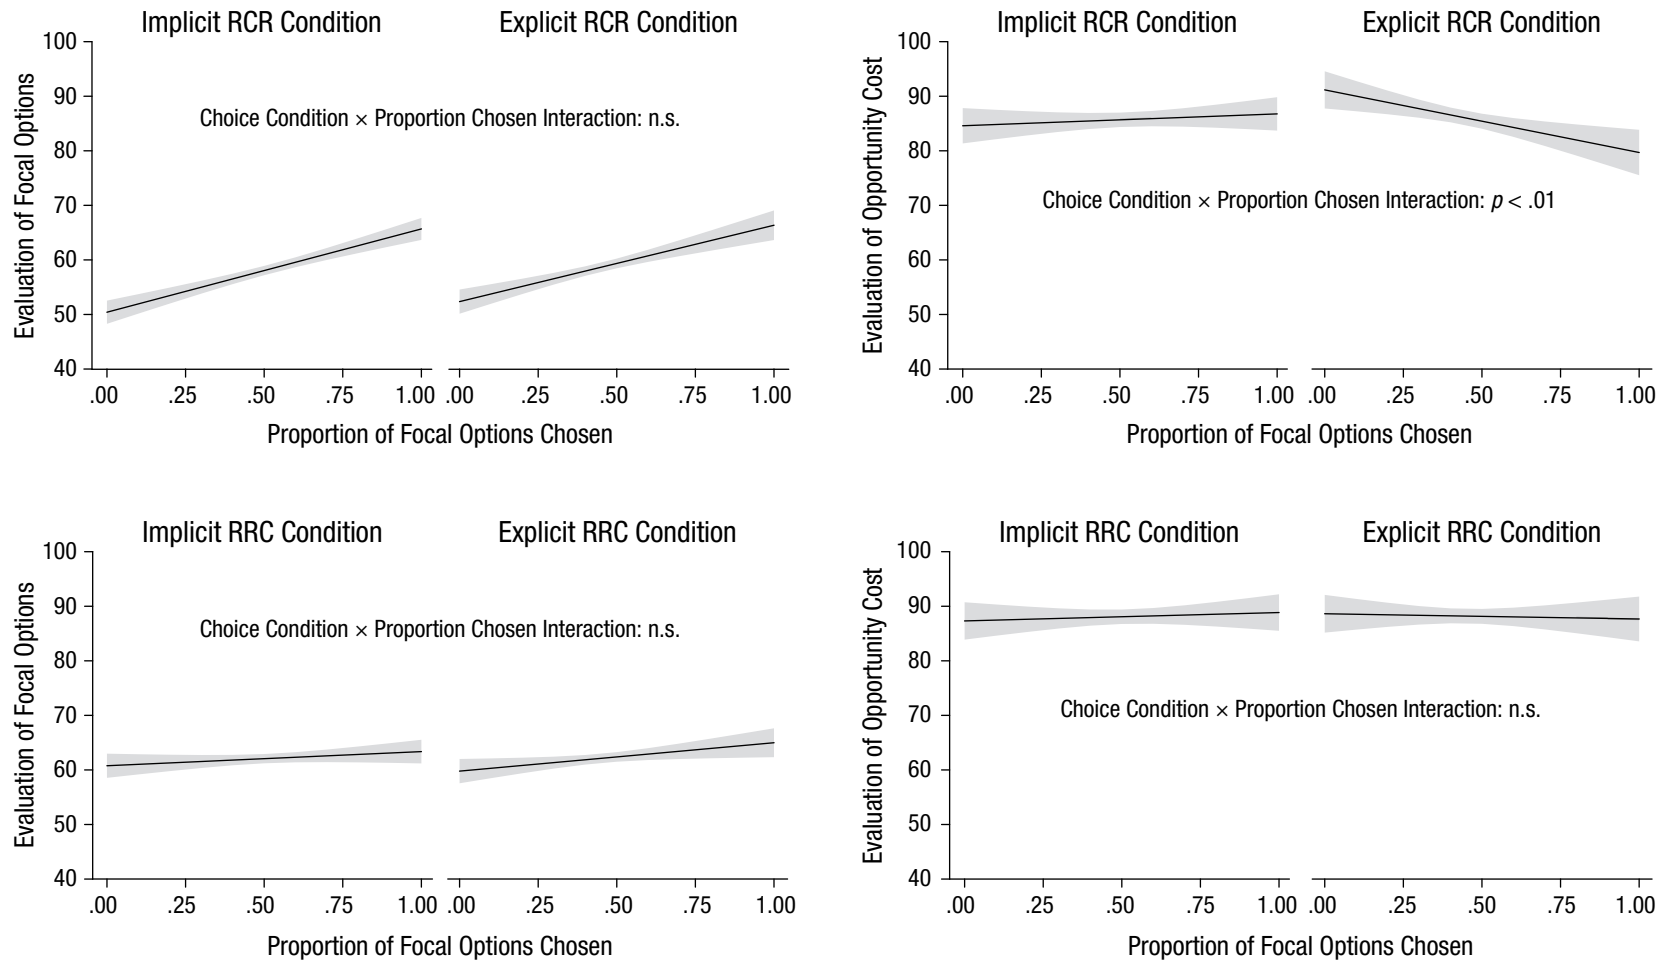 Implicit RCR Condition
Explicit RCR Condition
Evaluation of Focal Options
100
90
80
70
60
50
40
Choice Condition × Proportion Chosen Interaction: n.s.
.00 .25 .50 .75 1.00 .00 .25 .50 .75 1.00
Proportion of Focal Options Chosen
Implicit RCR Condition
Explicit RCR Condition
Evaluation of Opportunity Cost
100
90
80
70
60
50
40
Choice Condition × Proportion Chosen Interaction: p < .01
.00 .25 .50 .75 1.00 .00 .25 .50 .75 1.00
Proportion of Focal Options Chosen
Implicit RRC Condition
Explicit RRC Condition
Evaluation of Focal Options
100
90
80
70
60
50
40
Choice Condition × Proportion Chosen Interaction: n.s.
.00 .25 .50 .75 1.00 .00 .25 .50 .75 1.00
Proportion of Focal Options Chosen
Implicit RRC Condition
Explicit RRC Condition
Evaluation of Opportunity Cost
100
90
80
70
60
50
40
Choice Condition × Proportion Chosen Interaction: n.s.
.00 .25 .50 .75 1.00 .00 .25 .50 .75 1.00
Proportion of Focal Options Chosen